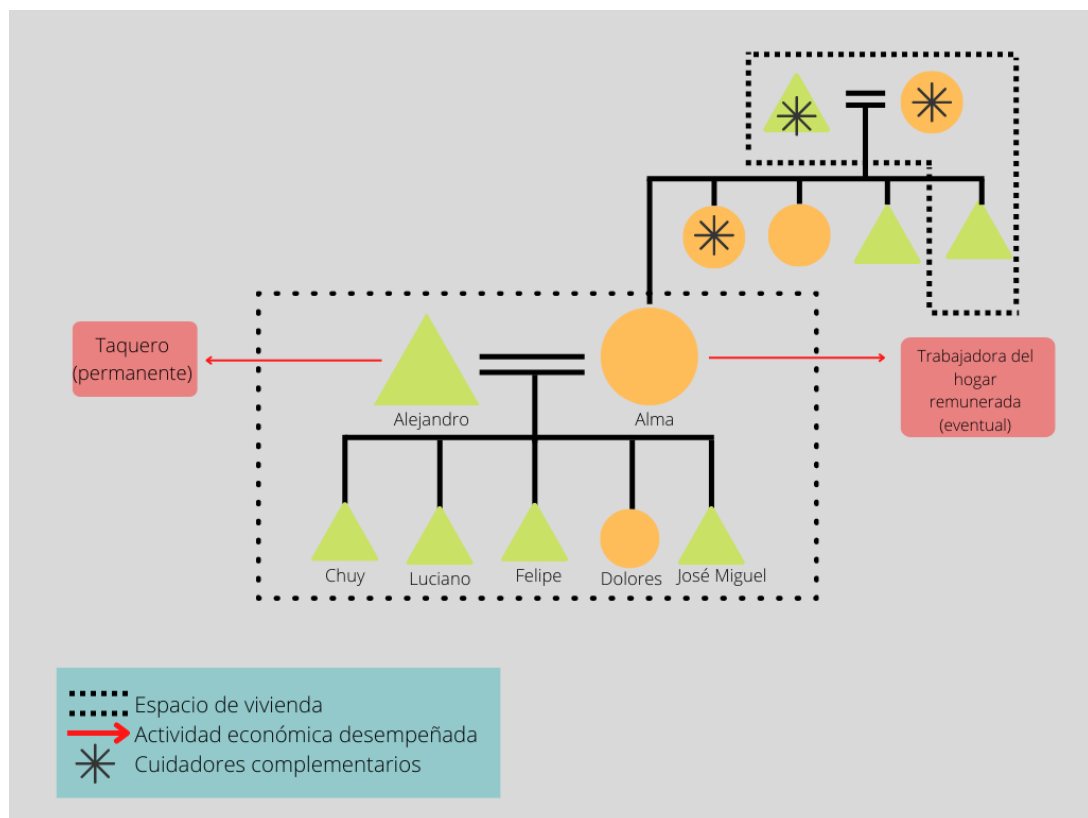 Taquero
(permanente)
Trabajadora del
hogar
remunerada
(eventual)
Alejandro
Alma
Chuy
Luciano
Felipe
Dolores
José Miguel
Espacio de vivienda
Actividad económica desempeñada
Cuidadores complementarios